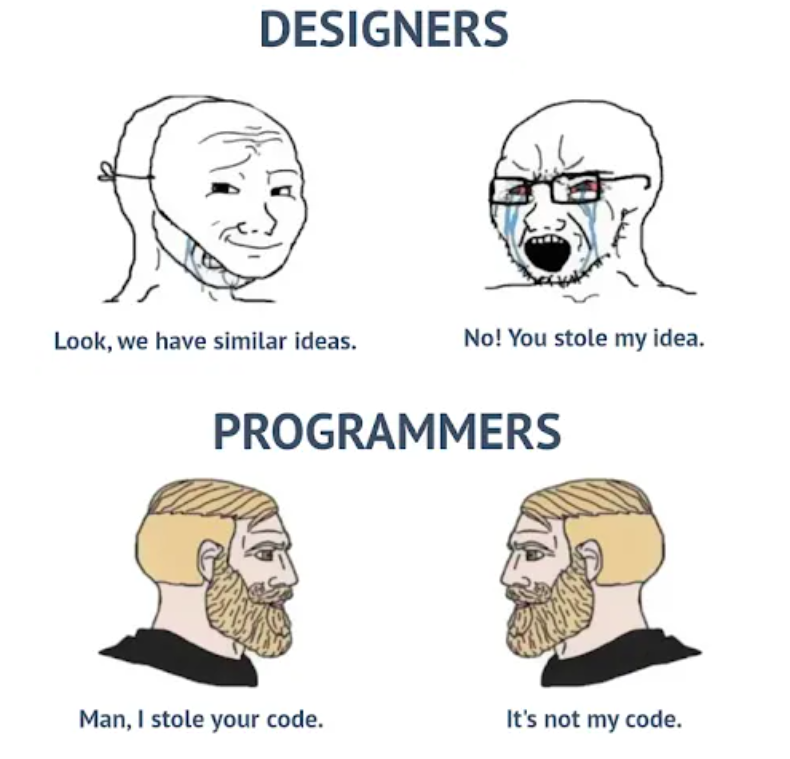 DESIGNERS
Look, we have similar ideas.
No! You stole my idea.
PROGRAMMERS
Man, I stole your code.
It's not my code.